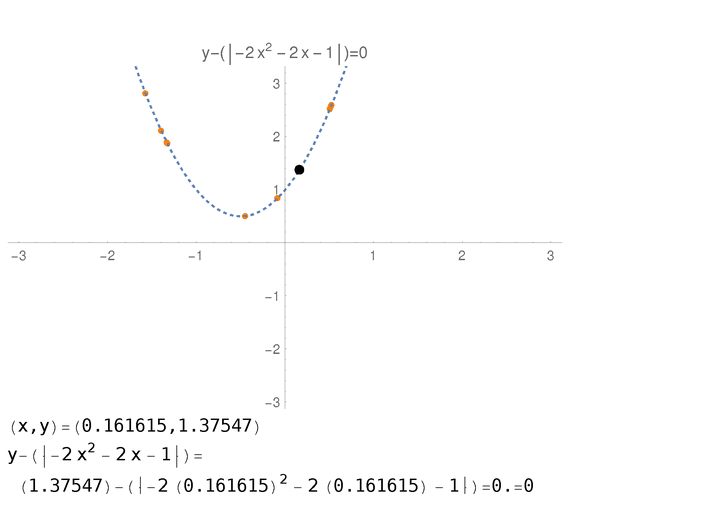 y−(|−2 x² − 2 x − 1|)=0
3
2
1
−3 −2 −1 1 2 3
−1
−2
−3
(x,y)=(0.161615,1.37547)
y−(|−2 x² − 2 x − 1|)=
(1.37547)−(|−2 (0.161615)² − 2 (0.161615) − 1|)=0.=0